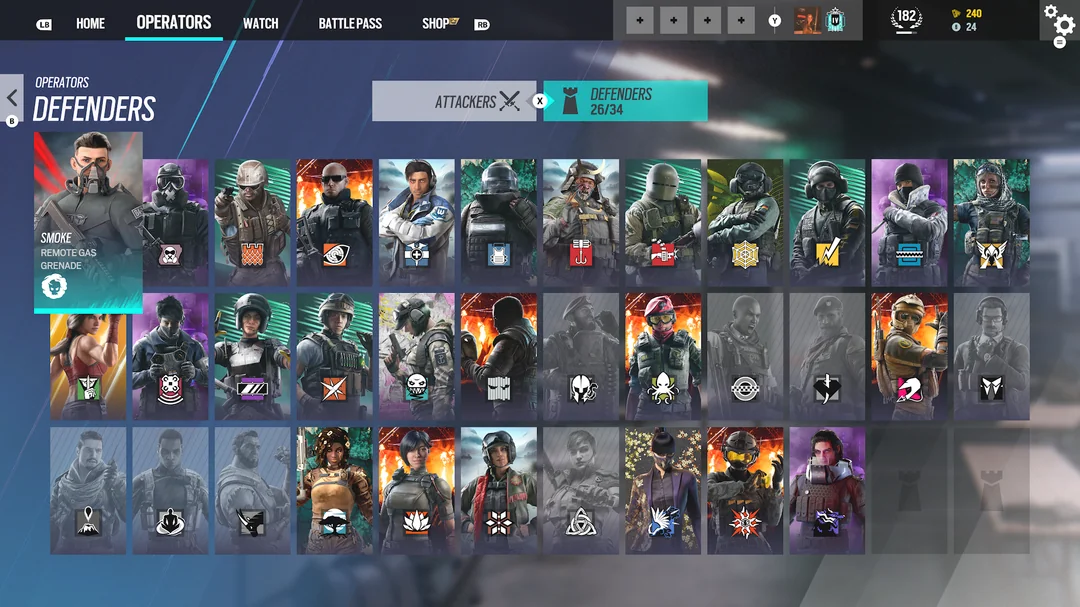 LB HOME OPERATORS WATCH BATTLE PASS SHOP RB
+ + + + Y LV 182 240
24
B
OPERATORS
DEFENDERS
ATTACKERS X DEFENDERS
26/34
SMOKE
REMOTE GAS
GRENADE